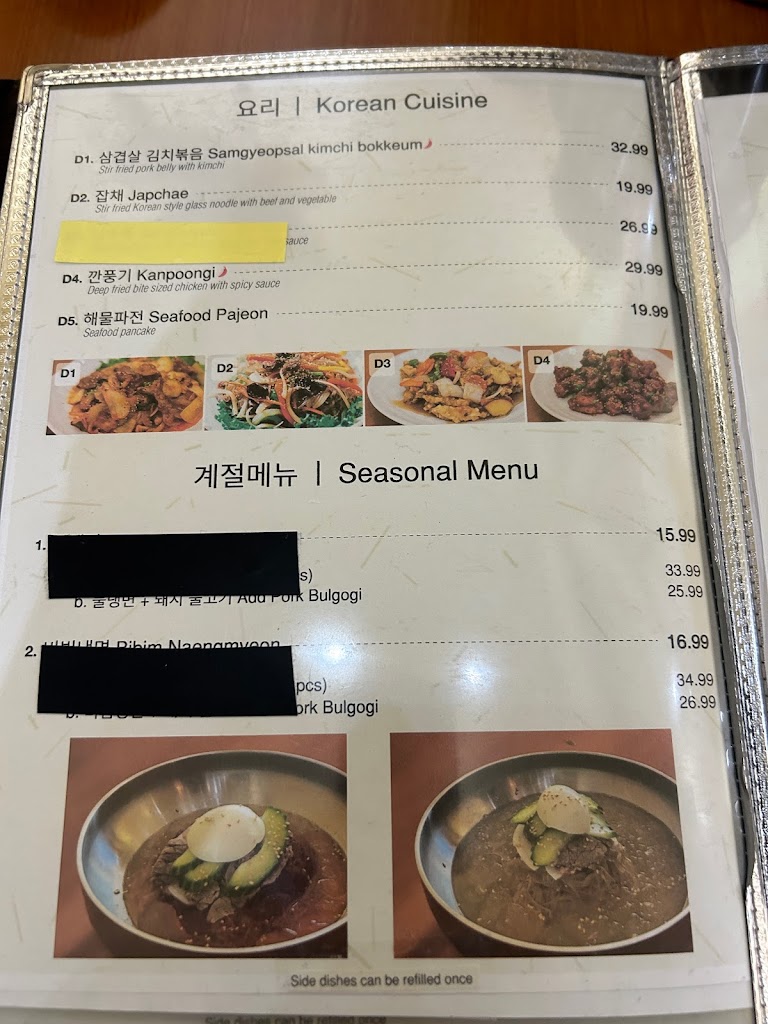 요리 | Korean Cuisine
D1. 삼겹살 김치볶음 Samgyeopsal kimchi bokkeum 32.99
Stir fried pork belly with kimchi
D2. 잡채 Japchae 19.99
Stir fried Korean style glass noodle with beef and vegetable
26.99
sauce
D4. 깐풍기 Kanpoongi 29.99
Deep fried bite sized chicken with spicy sauce
D5. 해물파전 Seafood Pajeon 19.99
Seafood pancake
D1 D2 D3 D4
계절메뉴 | Seasonal Menu
1. 15.99
s) 33.99
b. 물냉면 + 돼지 불고기 Add Pork Bulgogi 25.99
2. 비빔냉면 Bibim Naengmyeon 16.99
pcs) 34.99
b. ork Bulgogi 26.99
Side dishes can be refilled once
Side dishes can be refilled once